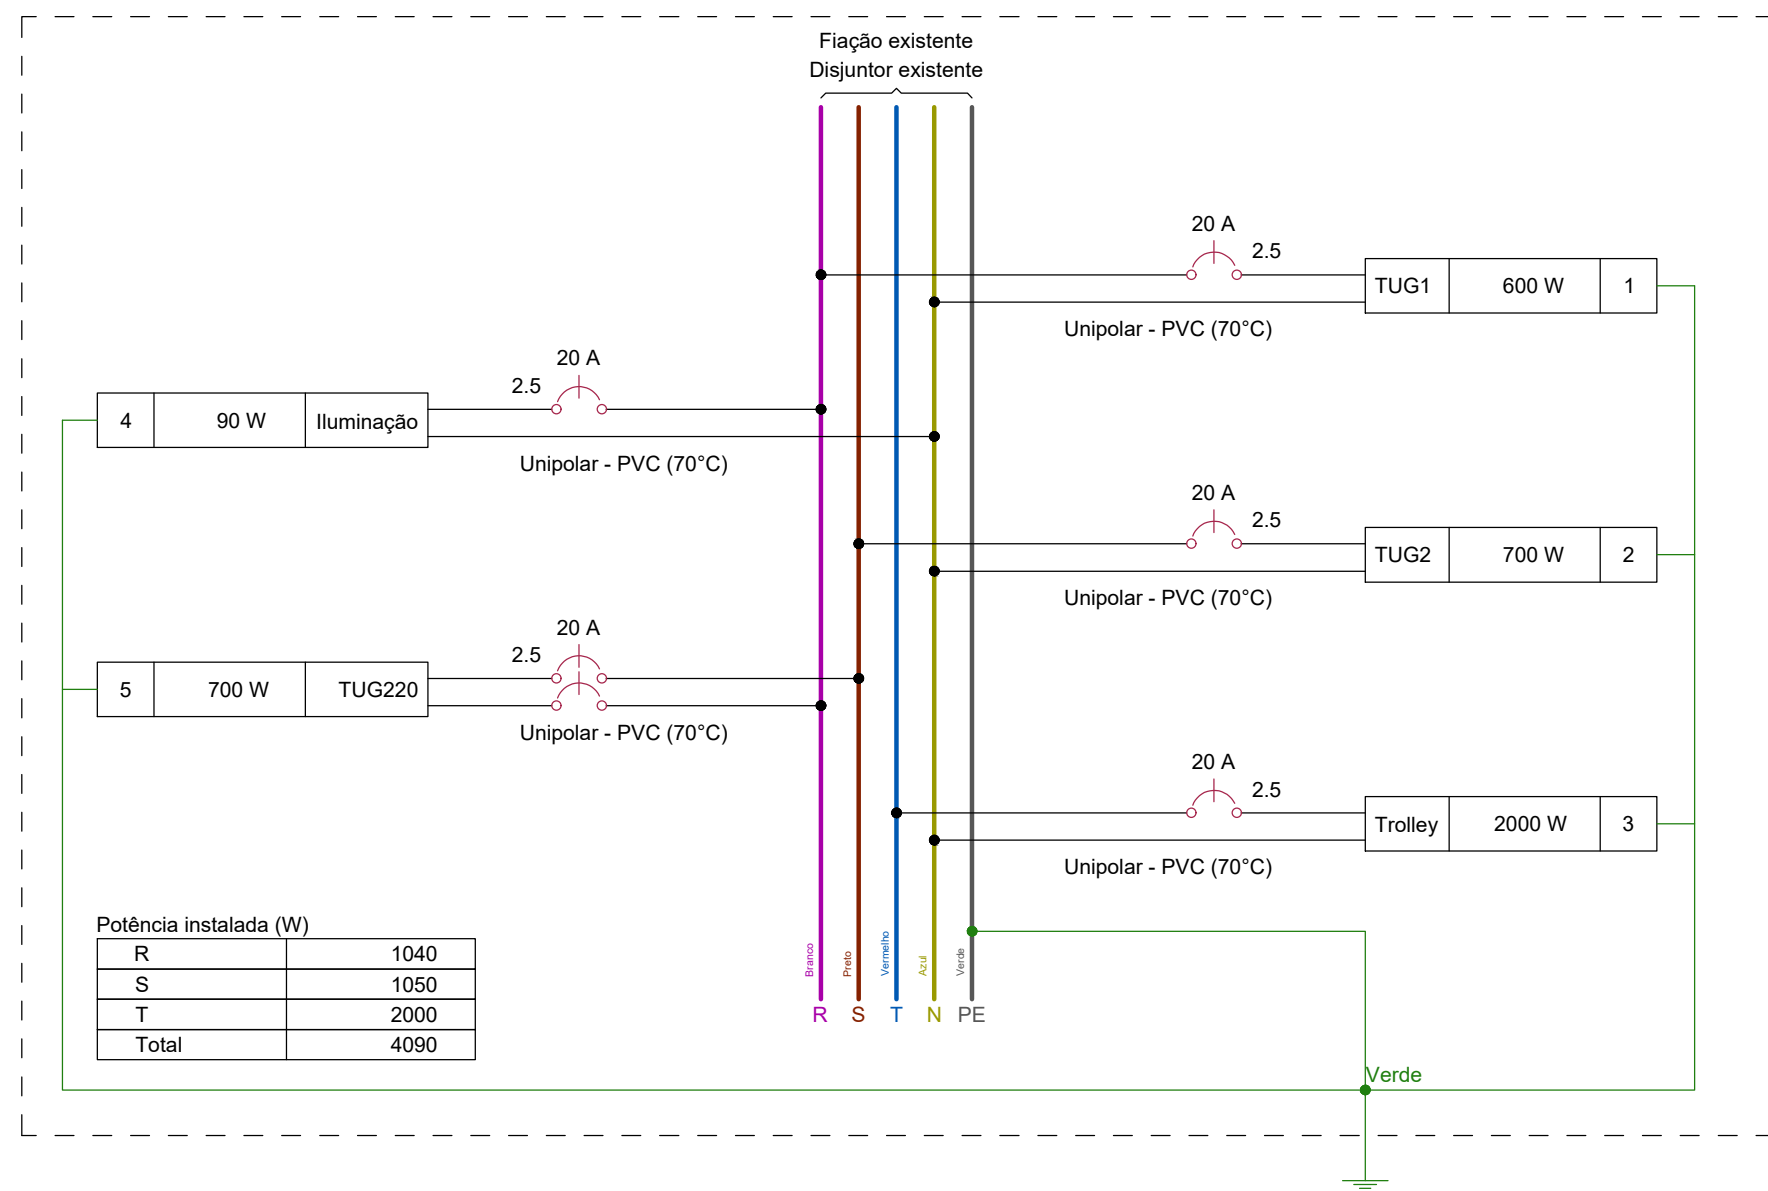 Fiação existente
Disjuntor existente
20 A
2.5
TUG1 600 W 1
Unipolar - PVC (70°C)
20 A
2.5
4 90 W Iluminação
Unipolar - PVC (70°C)
20 A
2.5
TUG2 700 W 2
Unipolar - PVC (70°C)
20 A
2.5
5 700 W TUG220
Unipolar - PVC (70°C)
20 A
2.5
Trolley 2000 W 3
Unipolar - PVC (70°C)
Potência instalada (W)
R 1040
S 1050
T 2000
Total 4090
Branco
Preto
Vermelho
Azul
Verde
R S T N PE
Verde